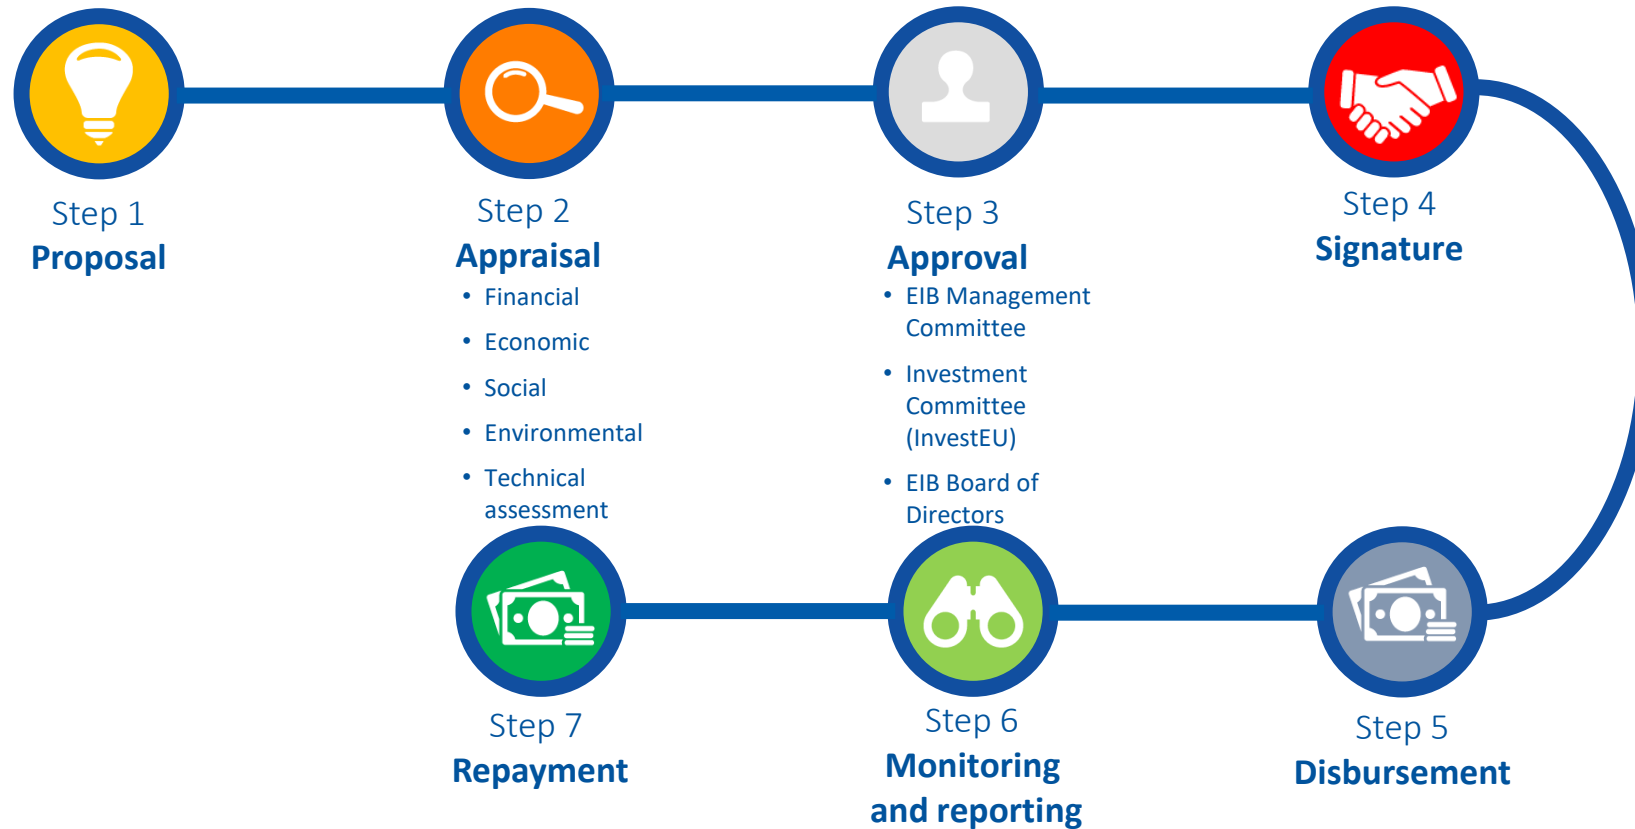 Step 1
Proposal
Step 2
Appraisal
• Financial
• Economic
• Social
• Environmental
• Technical
assessment
Step 3
Approval
• EIB Management
Committee
• Investment
Committee
(InvestEU)
• EIB Board of
Directors
Step 4
Signature
Step 5
Disbursement
Step 6
Monitoring
and reporting
Step 7
Repayment